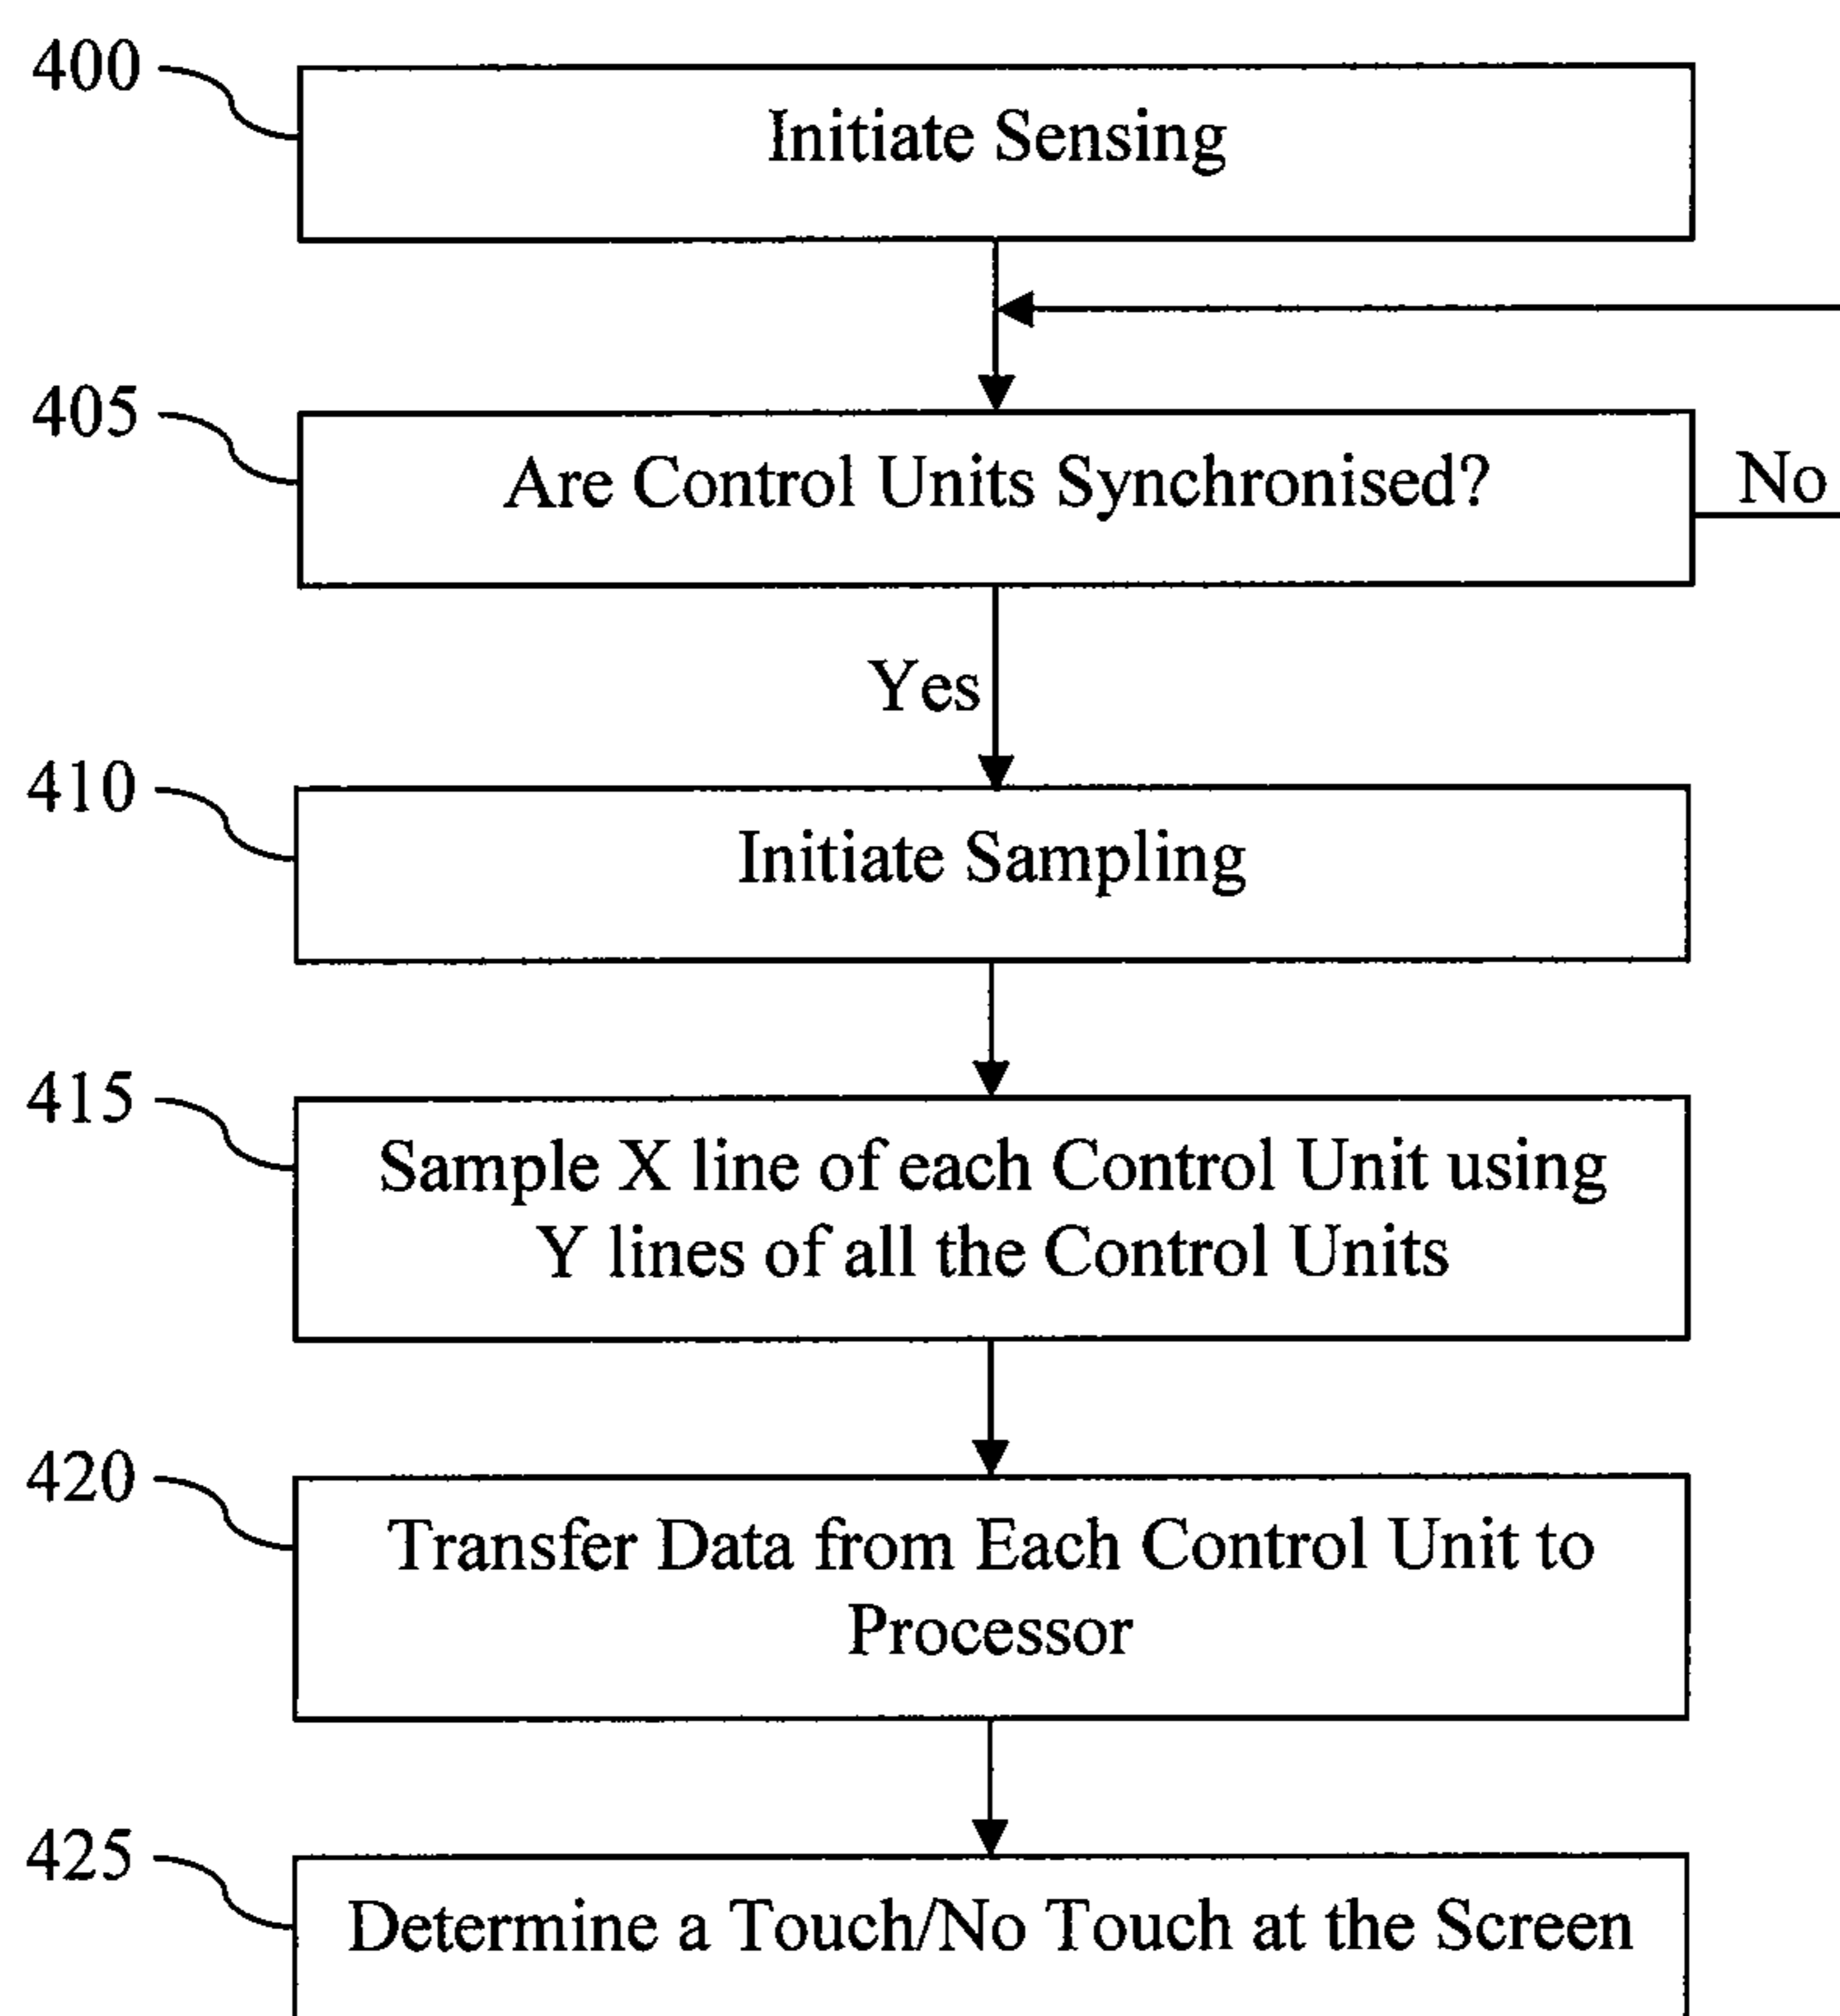 400
Initiate Sensing
405
Are Control Units Synchronised?
No
Yes
410
Initiate Sampling
415
Sample X line of each Control Unit using
Y lines of all the Control Units
420
Transfer Data from Each Control Unit to
Processor
425
Determine a Touch/No Touch at the Screen